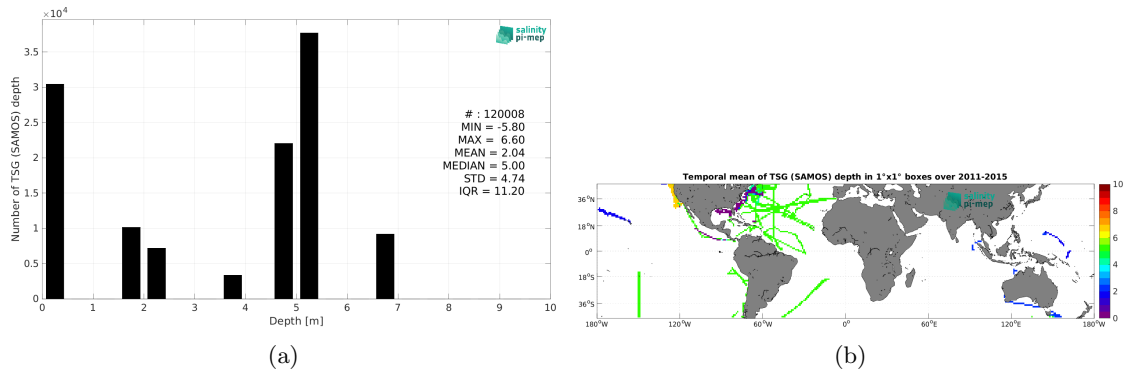 ×10⁴
3.5
3
2.5
2
1.5
1
0.5
0
Number of TSG (SAMOS) depth
salinity
pi-mep
# : 120008
MIN = -5.80
MAX = 6.60
MEAN = 2.04
MEDIAN = 5.00
STD = 4.74
IQR = 11.20
0 1 2 3 4 5 6 7 8 9 10
Depth [m]
(a)
Temporal mean of TSG (SAMOS) depth in 1°x1° boxes over 2011-2015
salinity
pi-mep
36°N
18°N
0°
18°S
36°S
180°W 120°W 60°W 0° 60°E 120°E 180°W
10
8
6
4
2
0
(b)